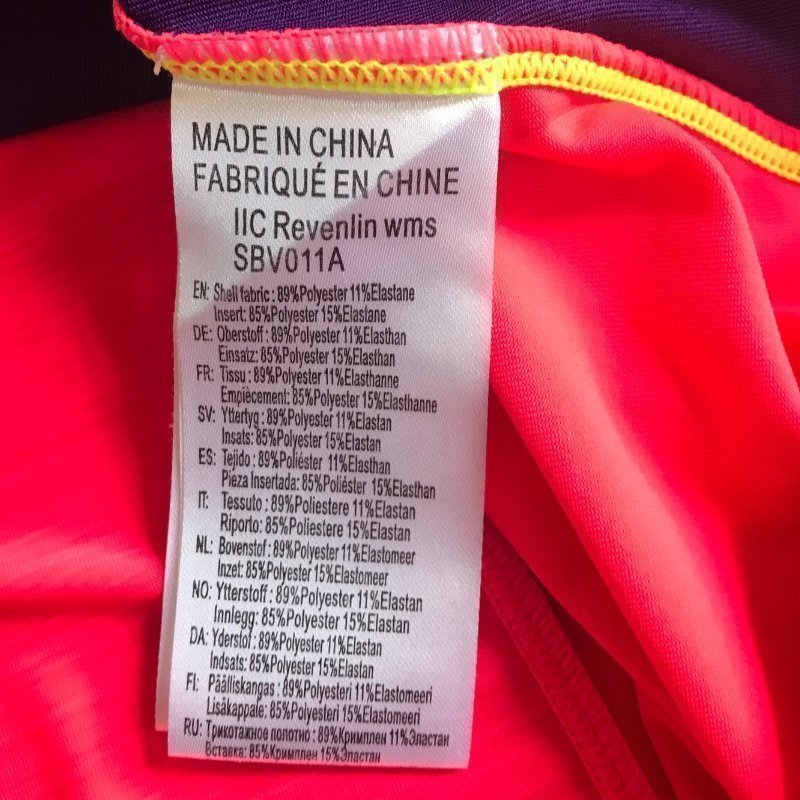 MADE IN CHINA
FABRIQUÉ EN CHINE
IIC Revenlin wms
SBV011A
EN: Shell fabric : 89%Polyester 11%Elastane
Insert: 85%Polyester 15%Elastane
DE: Oberstoff : 89%Polyester 11%Elasthan
Einsatz: 85%Polyester 15%Elasthan
FR: Tissu : 89%Polyester 11%Elasthanne
Empiècement: 85%Polyester 15%Elasthanne
SV: Yttertyg : 89%Polyester 11%Elastan
Insats: 85%Polyester 15%Elastan
ES: Tejido : 89%Poliéster 11%Elasthan
Pieza Insertada: 85%Poliéster 15%Elasthan
IT: Tessuto : 89%Poliestere 11%Elastan
Riporto: 85%Poliestere 15%Elastan
NL: Bovenstof : 89%Polyester 11%Elastomeer
Inzet: 85%Polyester 15%Elastomeer
NO: Ytterstoff : 89%Polyester 11%Elastan
Innlegg: 85%Polyester 15%Elastan
DA: Yderstof : 89%Polyester 11%Elastan
Indsats: 85%Polyester 15%Elastan
FI: Päälliskangas : 89%Polyesteri 11%Elastomeeri
Lisäkappale: 85%Polyesteri 15%Elastomeeri
RU: Трикотажное полотно : 89%Кримплен 11%Эластан
Вставка: 85%Кримплен 15%Эластан